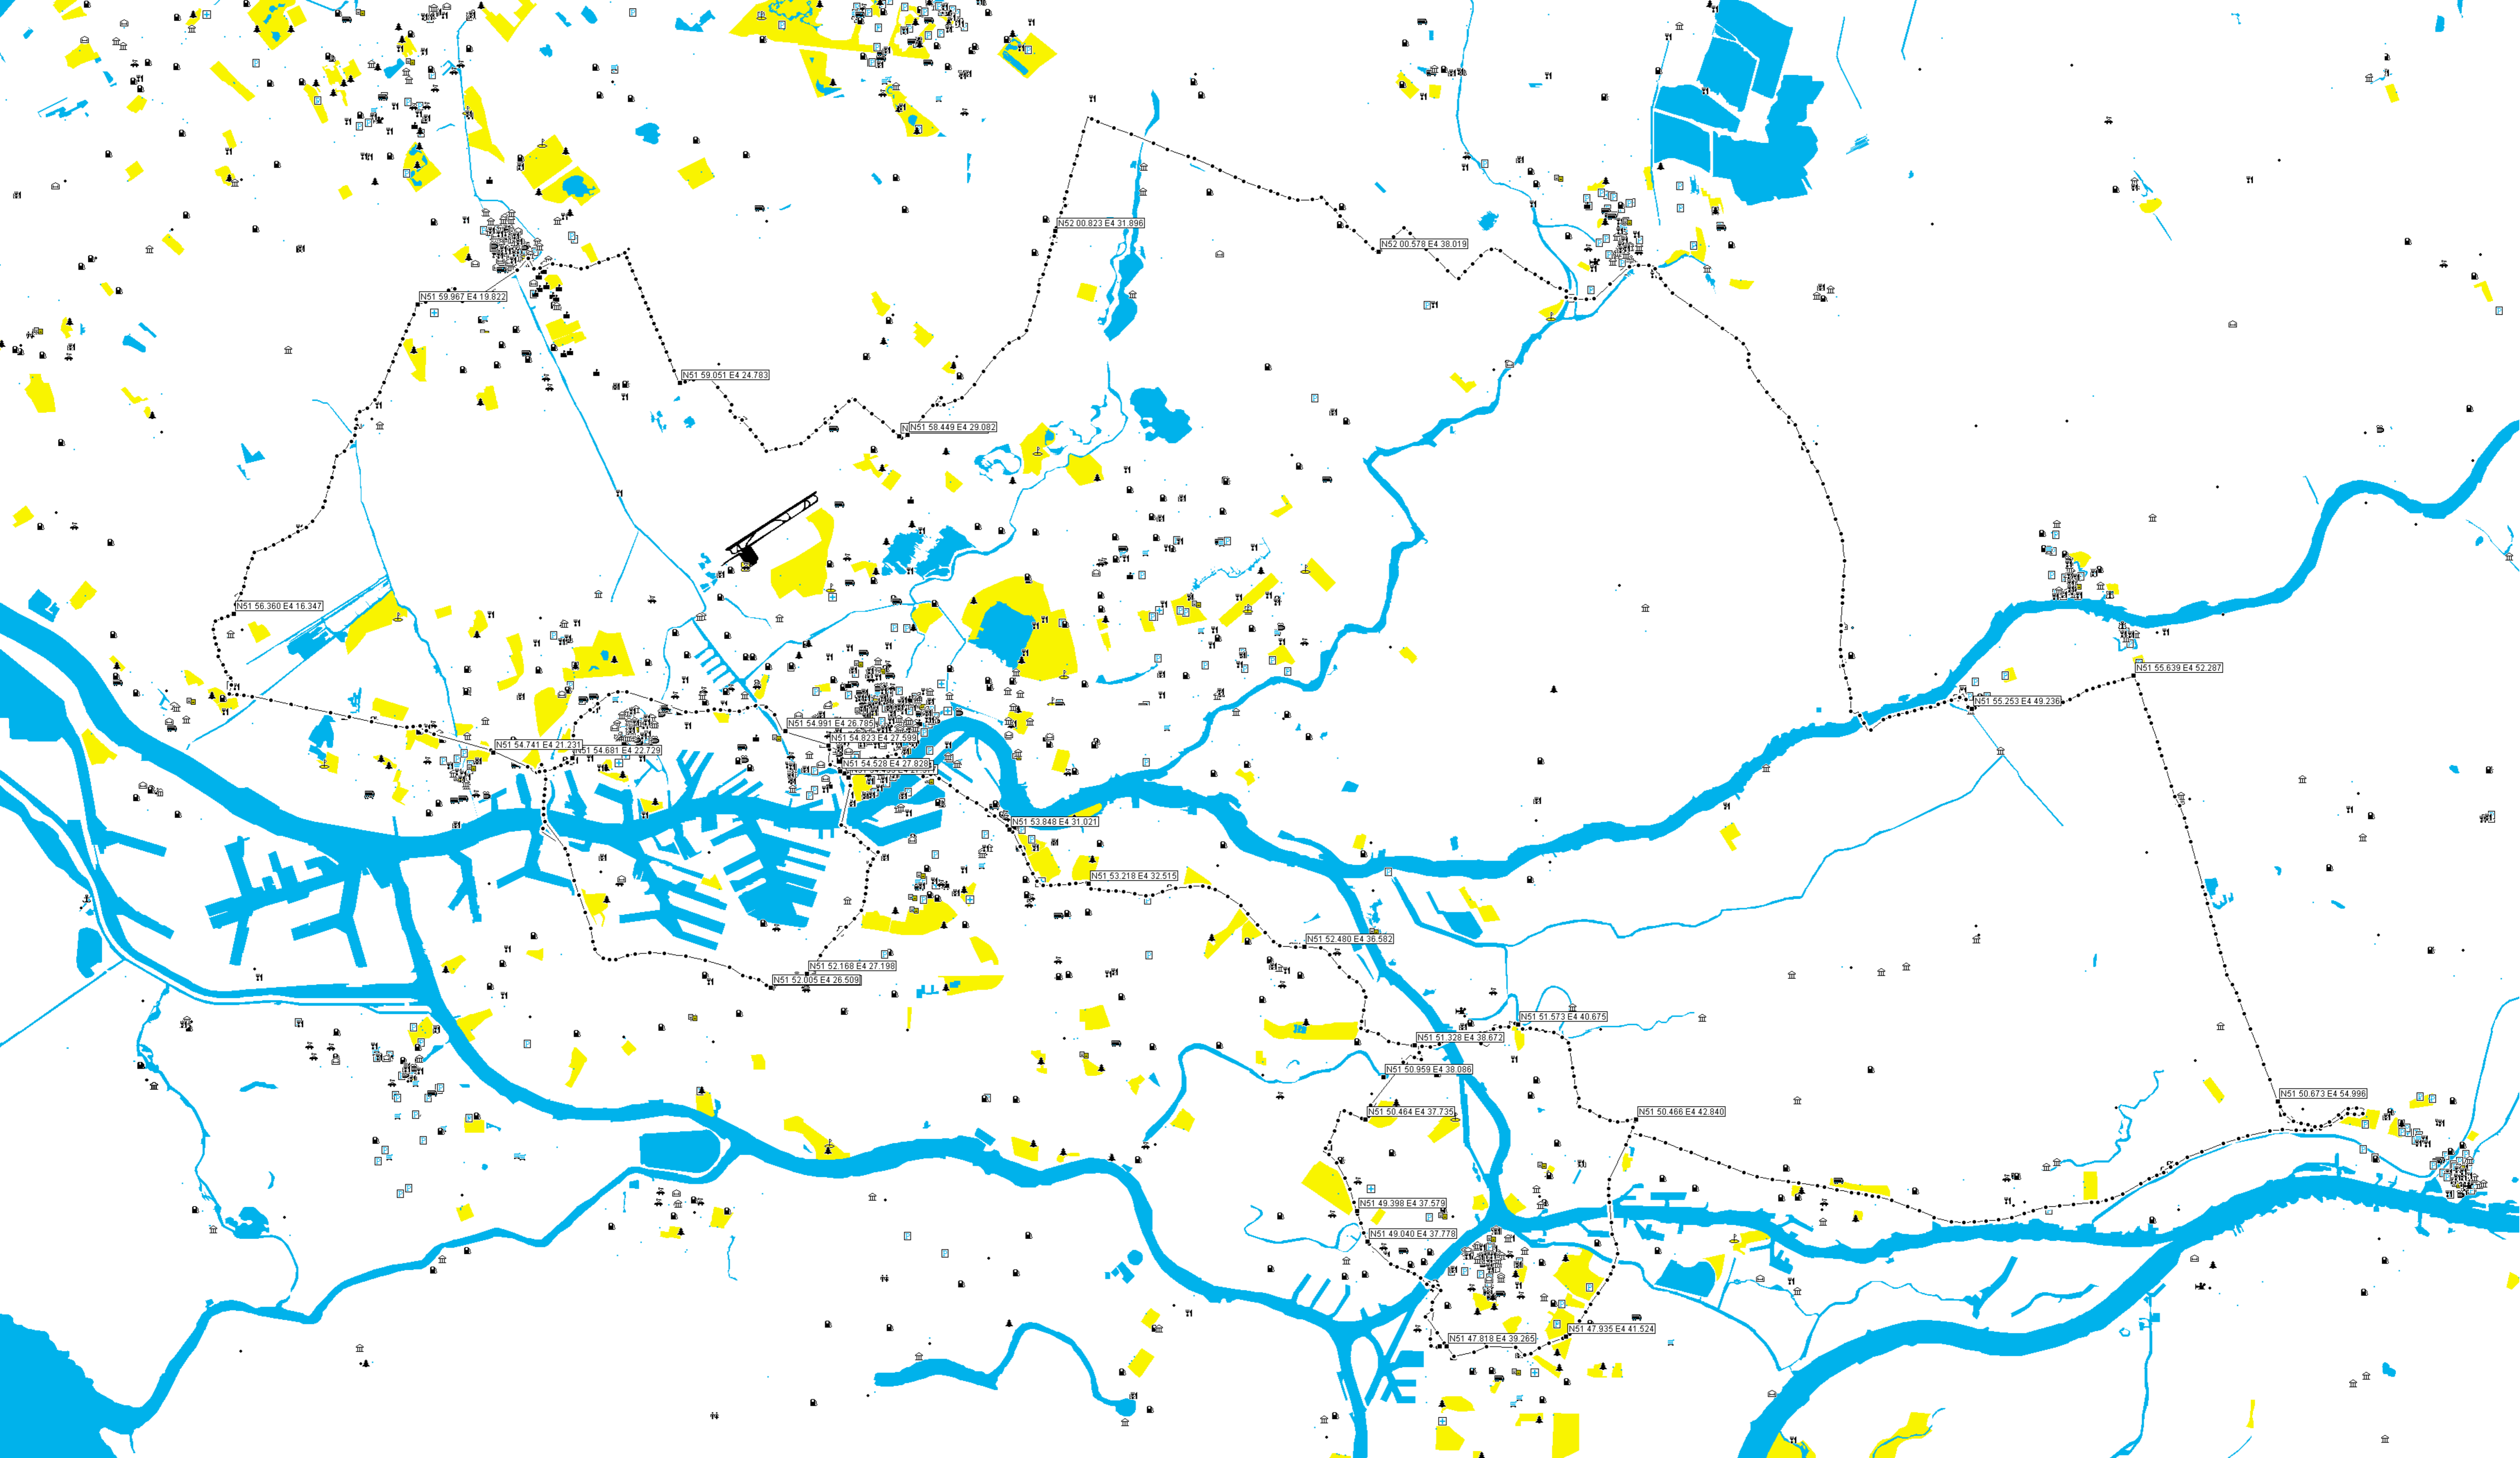 N52 00.823 E4 31.896
N52 00.578 E4 38.019
N51 59.967 E4 19.822
N51 59.051 E4 24.783
N51 58.449 E4 29.082
N51 56.360 E4 16.347
N51 55.639 E4 52.287
N51 55.253 E4 49.236
N51 54.991 E4 26.785
N51 54.823 E4 27.599
N51 54.741 E4 21.231
N51 54.681 E4 22.729
N51 54.528 E4 27.828
N51 53.848 E4 31.021
N51 53.218 E4 32.515
N51 52.480 E4 36.582
N51 52.168 E4 27.198
N51 52.005 E4 26.509
N51 51.573 E4 40.675
N51 51.328 E4 38.672
N51 50.959 E4 38.086
N51 50.673 E4 54.996
N51 50.464 E4 37.735
N51 50.466 E4 42.840
N51 49.398 E4 37.579
N51 49.040 E4 37.778
N51 47.935 E4 41.524
N51 47.818 E4 39.265